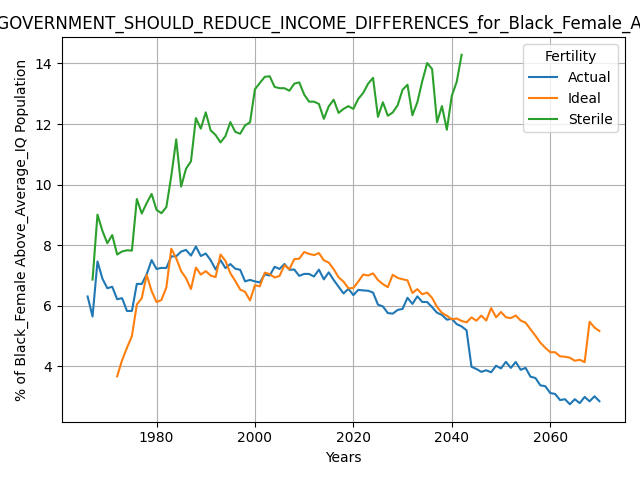 GOVERNMENT_SHOULD_REDUCE_INCOME_DIFFERENCES_for_Black_Female_A
% of Black_Female Above_Average_IQ Population
14
12
10
8
6
4
Fertility
Actual
Ideal
Sterile
1980 2000 2020 2040 2060
Years